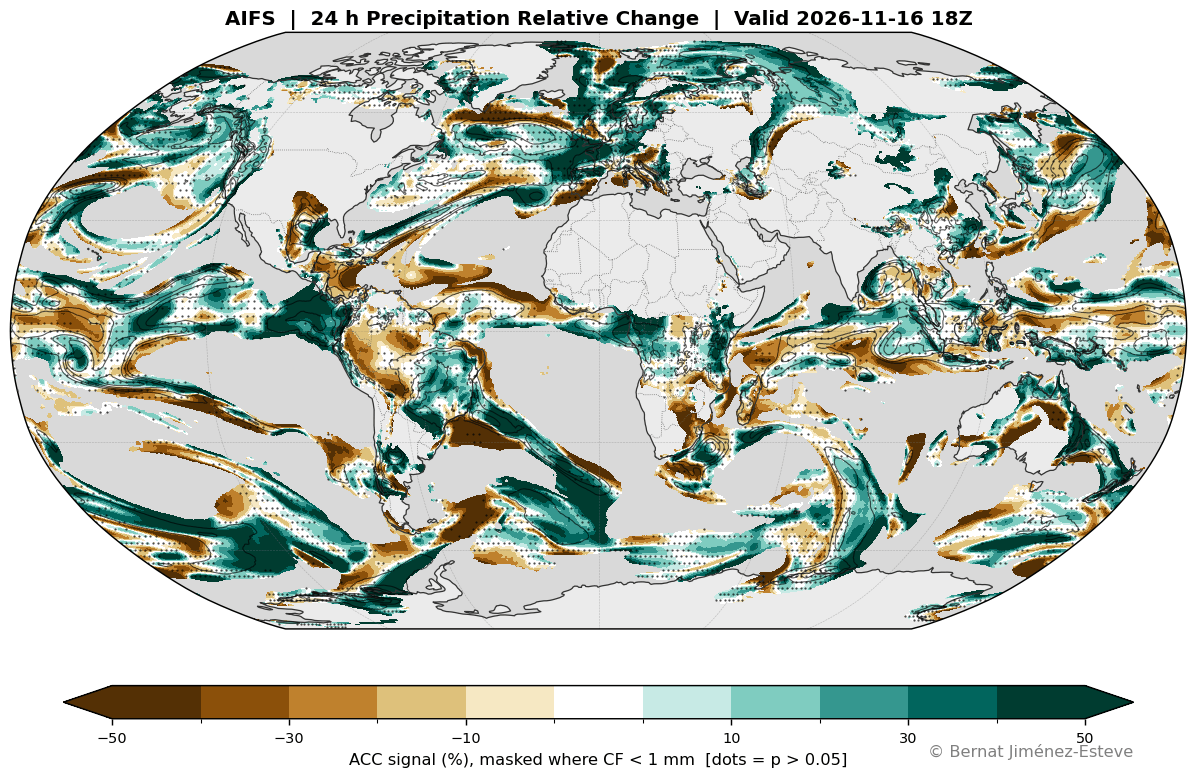 AIFS  |  24 h Precipitation Relative Change  |  Valid 2026-11-16 18Z
−50 −30 −10 10 30 50
© Bernat Jiménez-Esteve
ACC signal (%), masked where CF < 1 mm  [dots = p > 0.05]